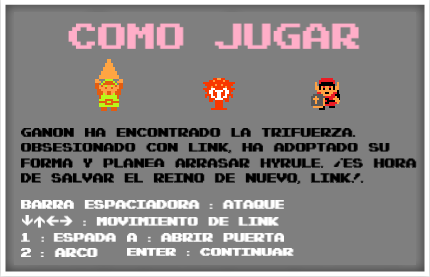 COMO JUGAR
GANON HA ENCONTRADO LA TRIFUERZA.
OBSESIONADO CON LINK, HA ADOPTADO SU
FORMA Y PLANEA ARRASAR HYRULE. ¡ES HORA
DE SALVAR EL REINO DE NUEVO, LINK!.
BARRA ESPACIADORA : ATAQUE
↓↑←→ : MOVIMIENTO DE LINK
1 : ESPADA A : ABRIR PUERTA
2 : ARCO ENTER : CONTINUAR